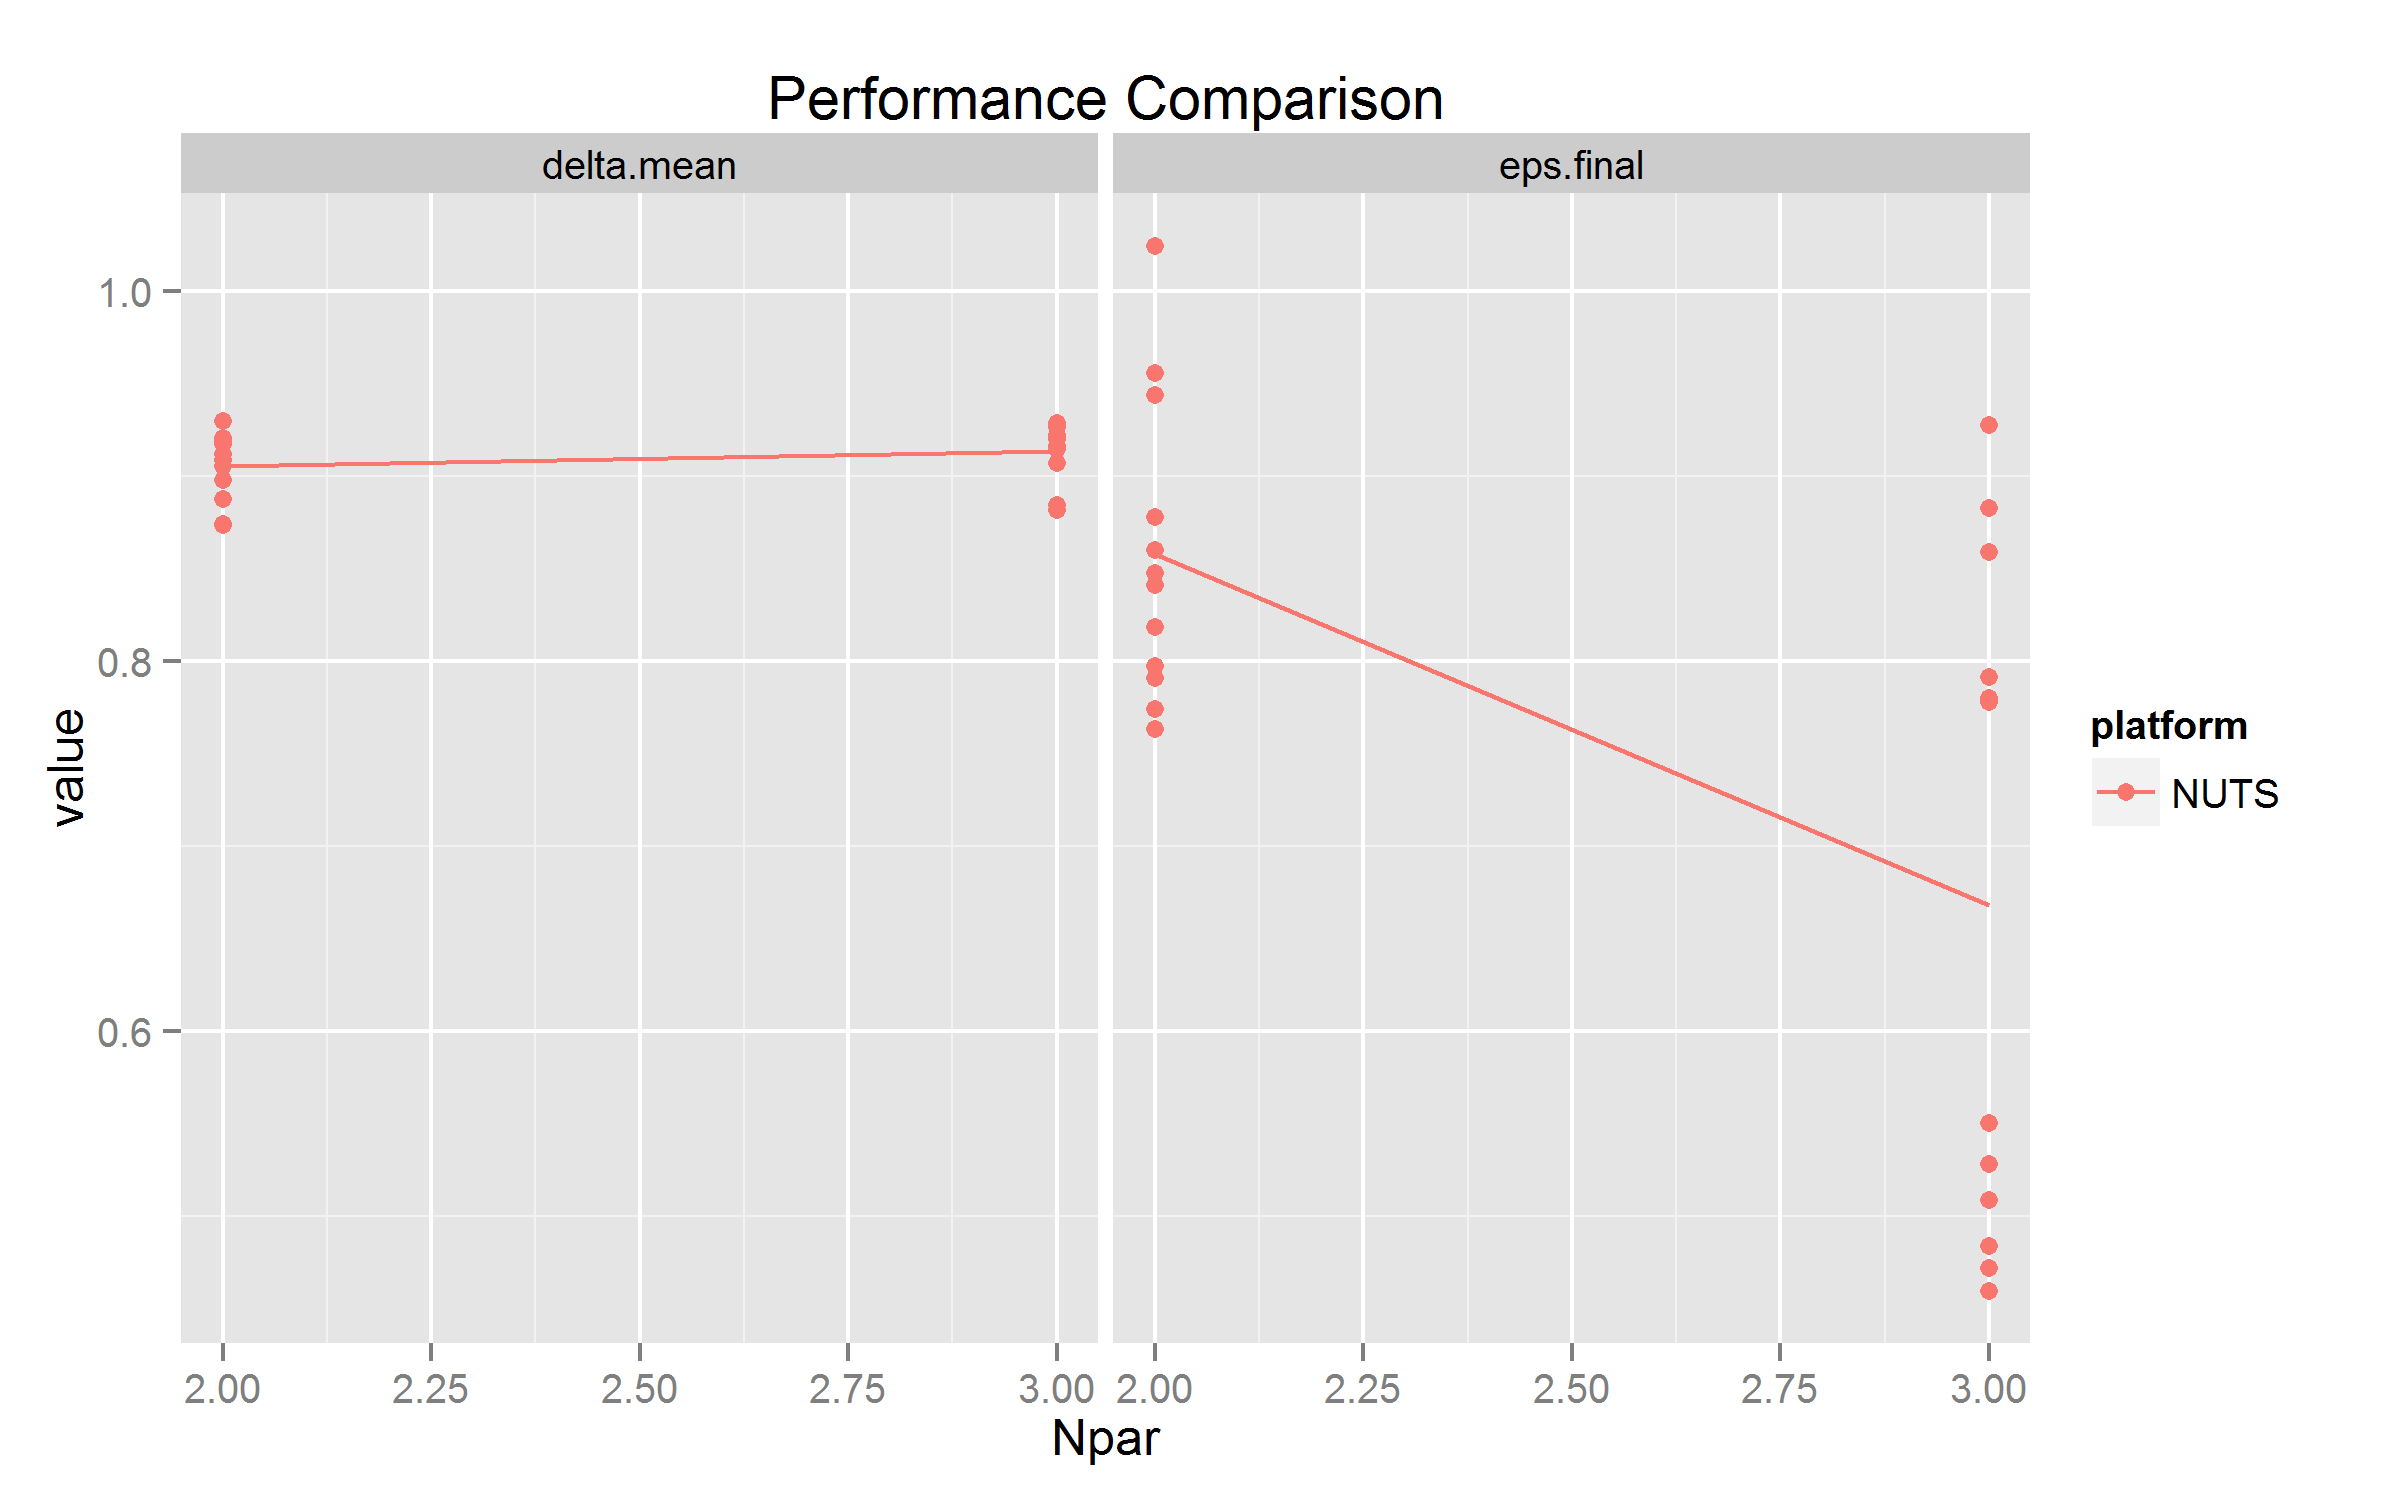 Performance Comparison
delta.mean
eps.final
1.0
0.8
0.6
value
2.00 2.25 2.50 2.75 3.00 2.00 2.25 2.50 2.75 3.00
Npar
platform
NUTS